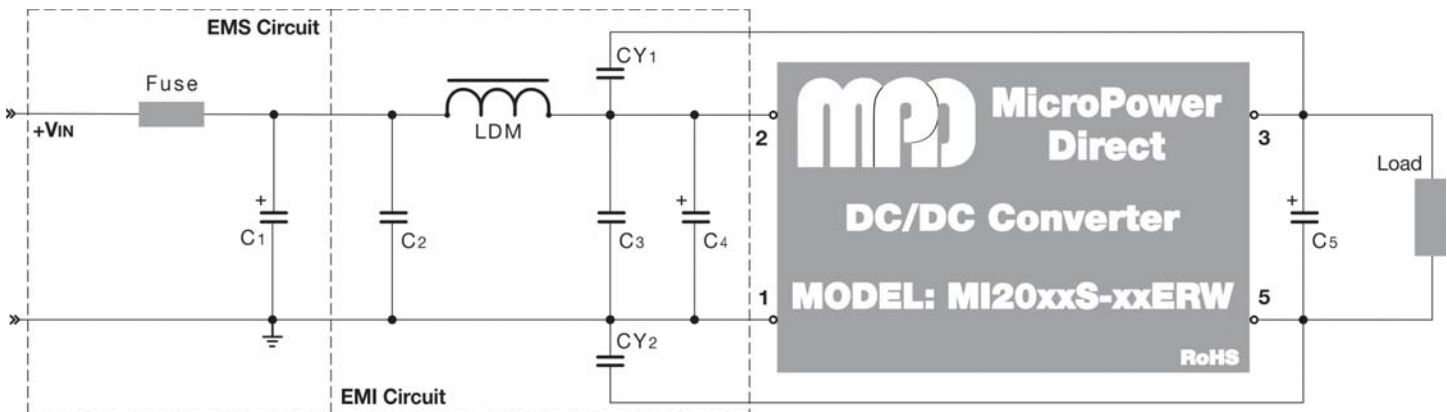 EMS Circuit
Fuse
+VIN
C1
C2
LDM
CY1
C3
C4
CY2
EMI Circuit
2
1
MPD MicroPower
Direct
DC/DC Converter
MODEL: MI20xxS-xxERW
RoHS
3
5
C5
Load
+
+
+